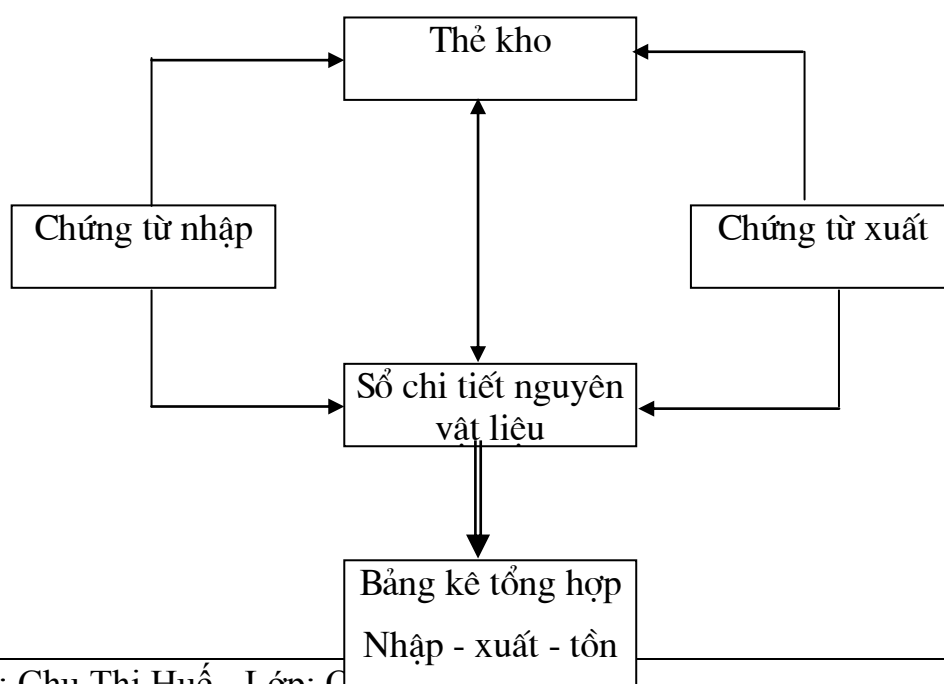 Thẻ kho
Chứng từ nhập
Chứng từ xuất
Sổ chi tiết nguyên
vật liệu
Bảng kê tổng hợp
Nhập - xuất - tồn
: Chu Thị Huế - Lớp: